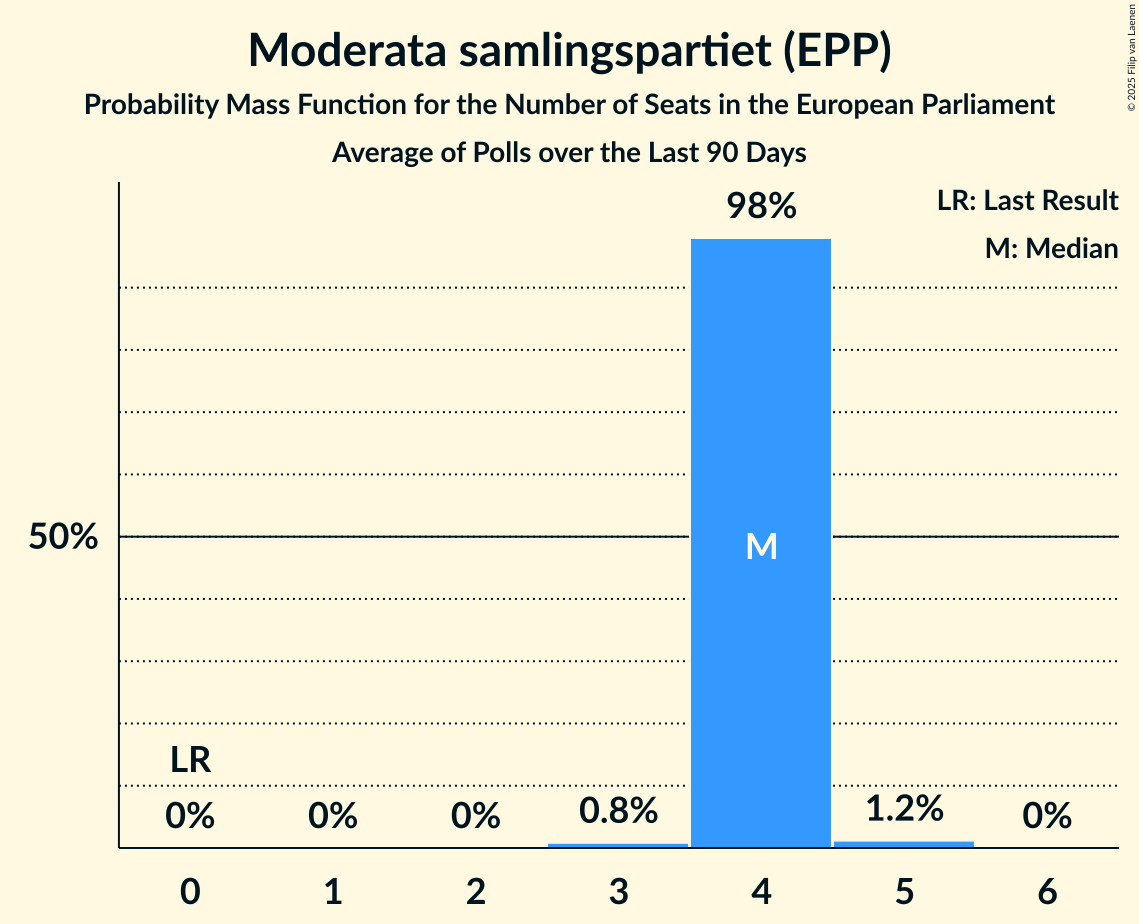 Moderata samlingspartiet (EPP)
Probability Mass Function for the Number of Seats in the European Parliament
Average of Polls over the Last 90 Days
© 2025 Filip van Laenen
98%
LR: Last Result
M: Median
50%
M
LR
0%
0%
0%
0.8%
1.2%
0%
0
1
2
3
4
5
6